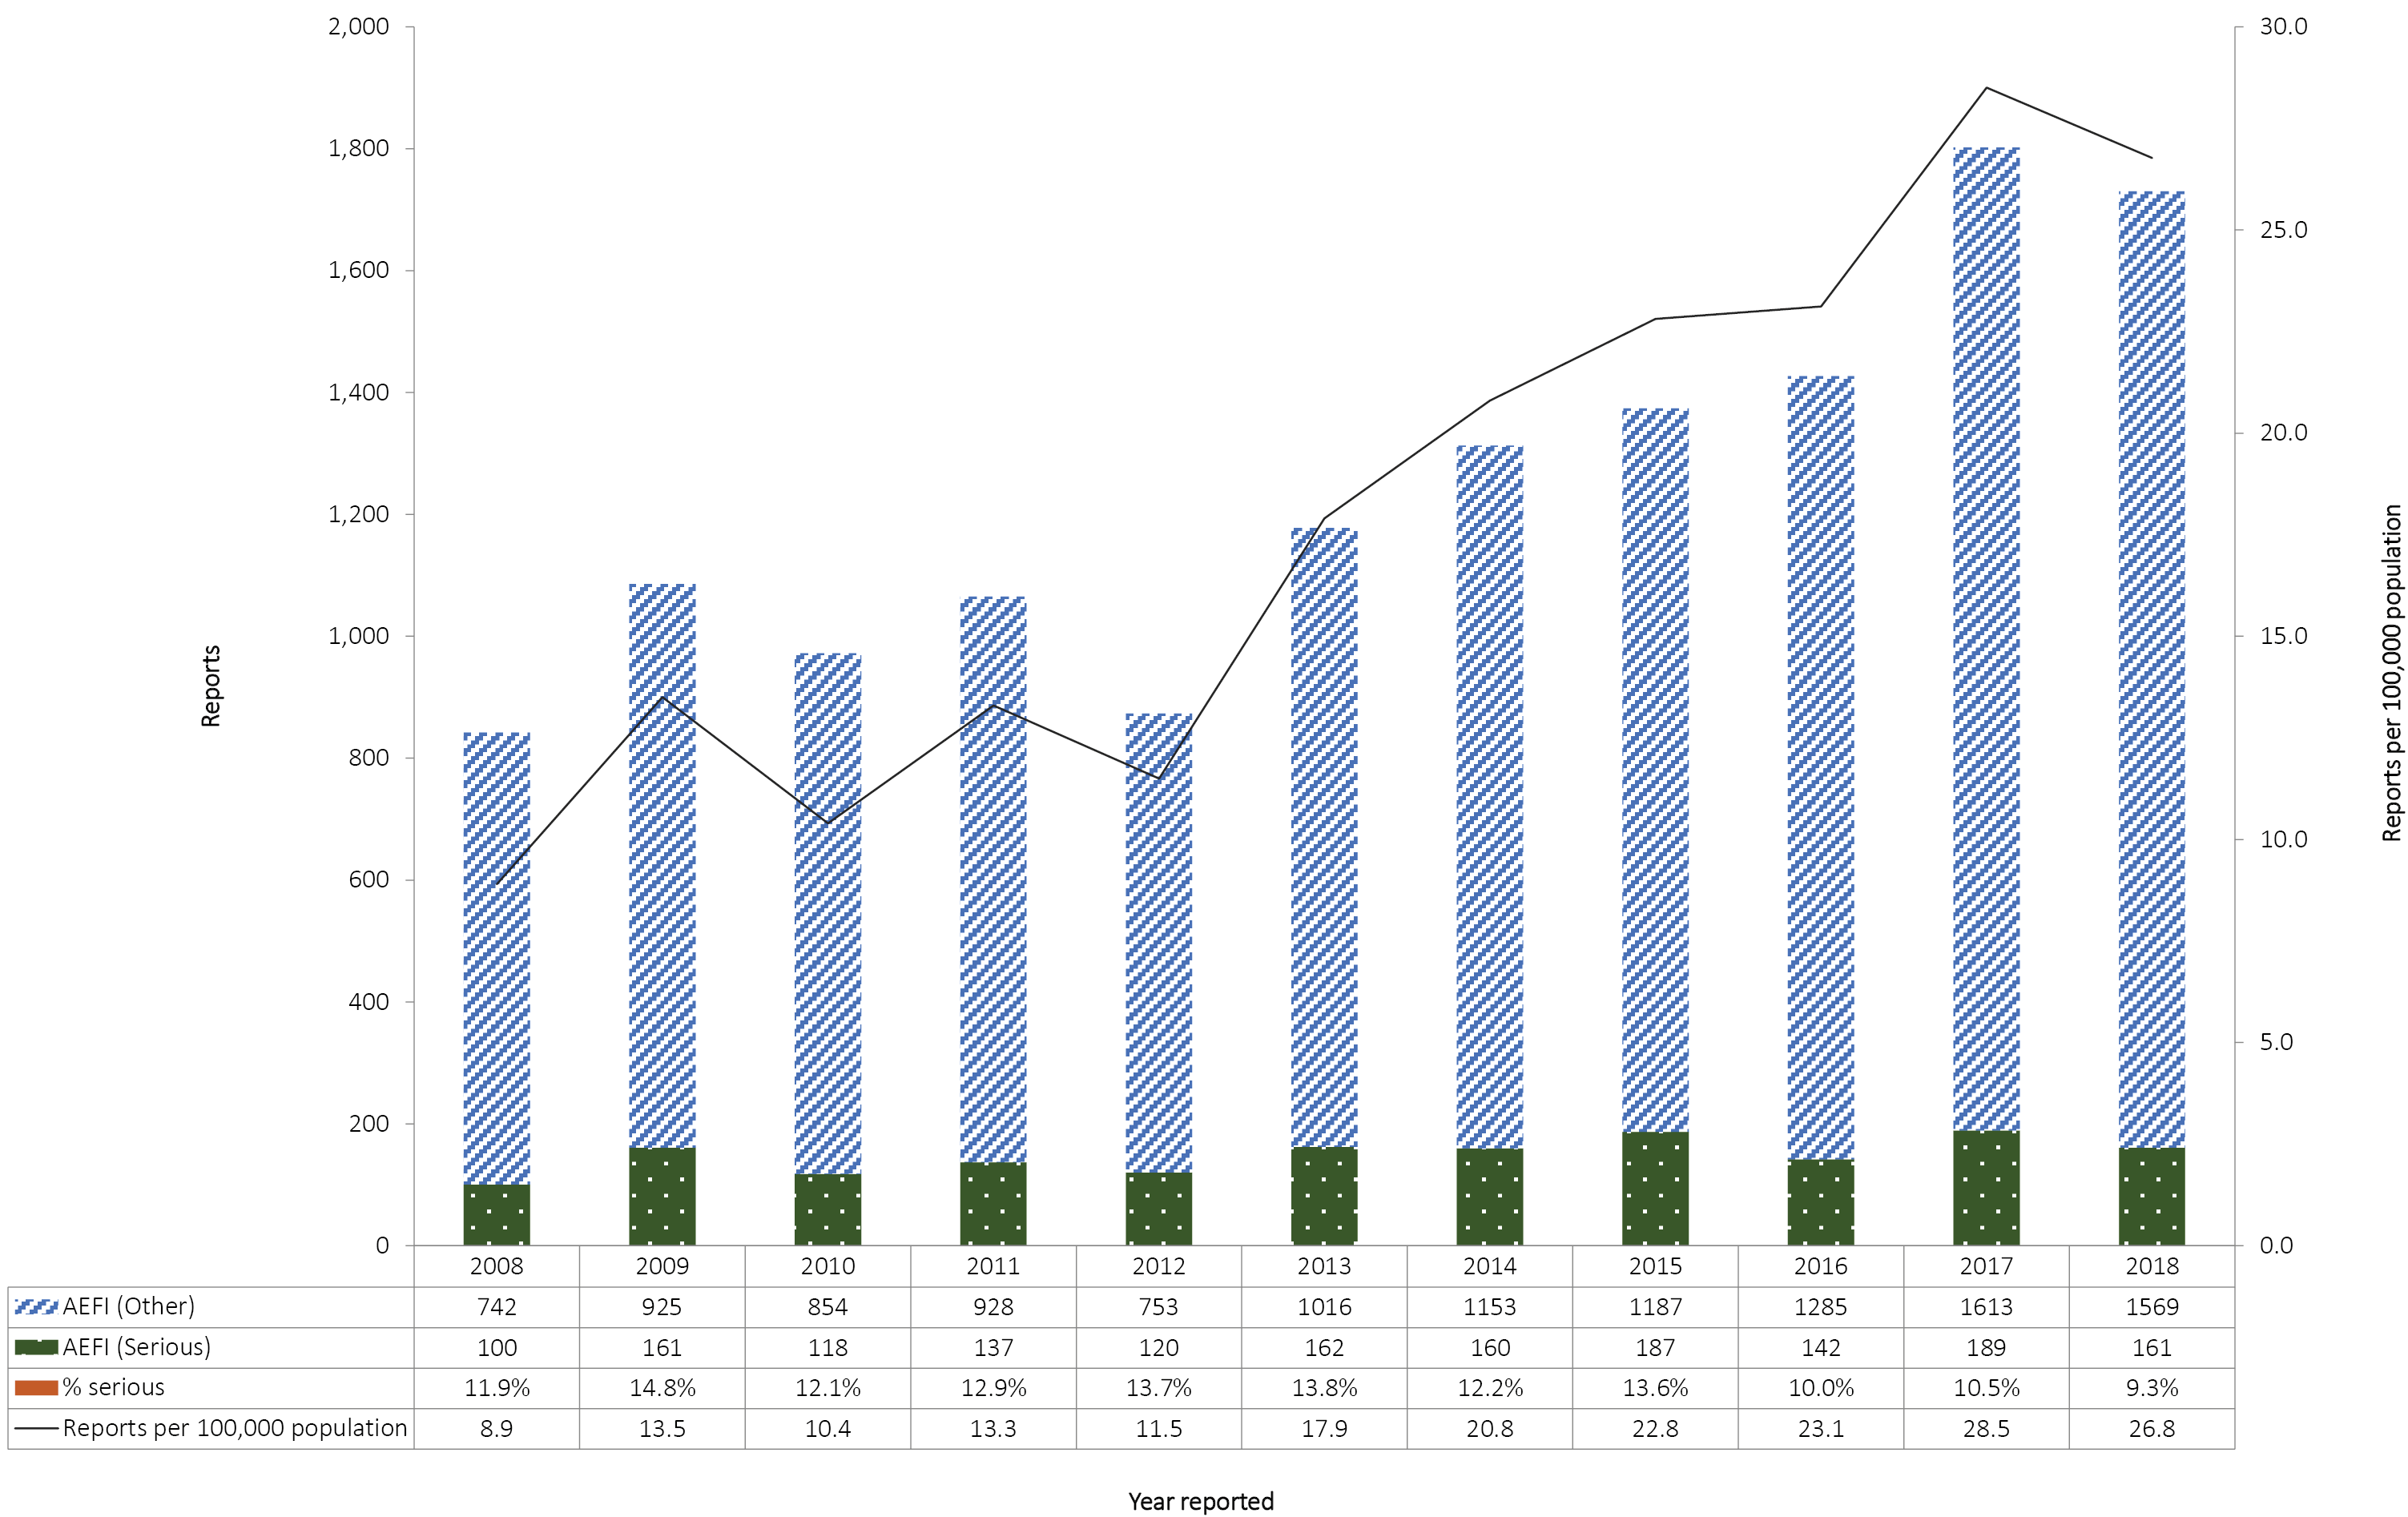 2,000
1,800
1,600
1,400
1,200
1,000
800
600
400
200
0
Reports
30.0
25.0
20.0
15.0
10.0
5.0
0.0
Reports per 100,000 population
2008 2009 2010 2011 2012 2013 2014 2015 2016 2017 2018
AEFI (Other) 742 925 854 928 753 1016 1153 1187 1285 1613 1569
AEFI (Serious) 100 161 118 137 120 162 160 187 142 189 161
% serious 11.9% 14.8% 12.1% 12.9% 13.7% 13.8% 12.2% 13.6% 10.0% 10.5% 9.3%
Reports per 100,000 population 8.9 13.5 10.4 13.3 11.5 17.9 20.8 22.8 23.1 28.5 26.8
Year reported